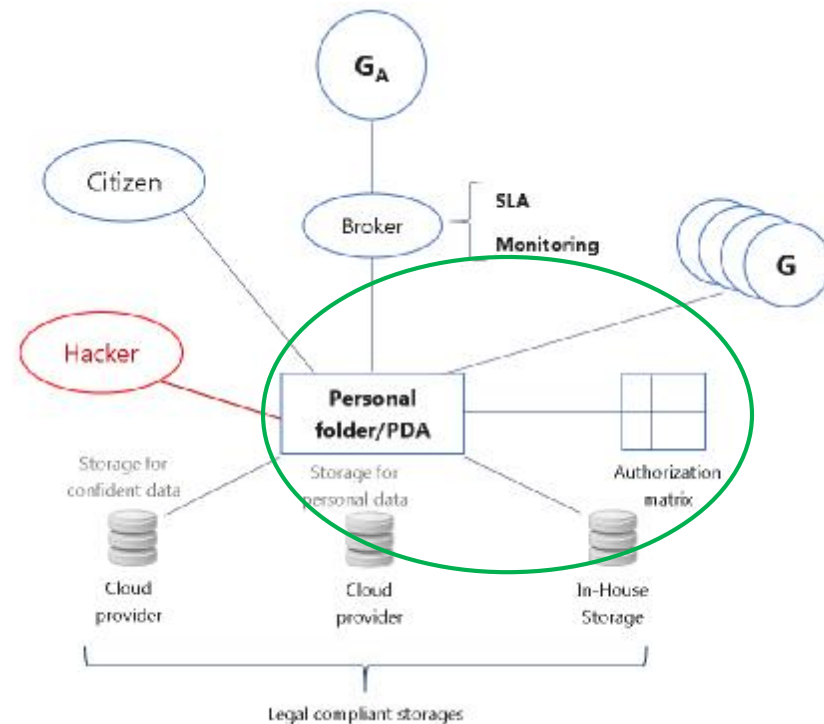 G_A
Citizen
Broker
SLA
Monitoring
G
Hacker
Personal
folder/PDA
Storage for
confident data
Storage for
personal data
Authorization
matrix
Cloud
provider
Cloud
provider
In-House
Storage
Legal compliant storages